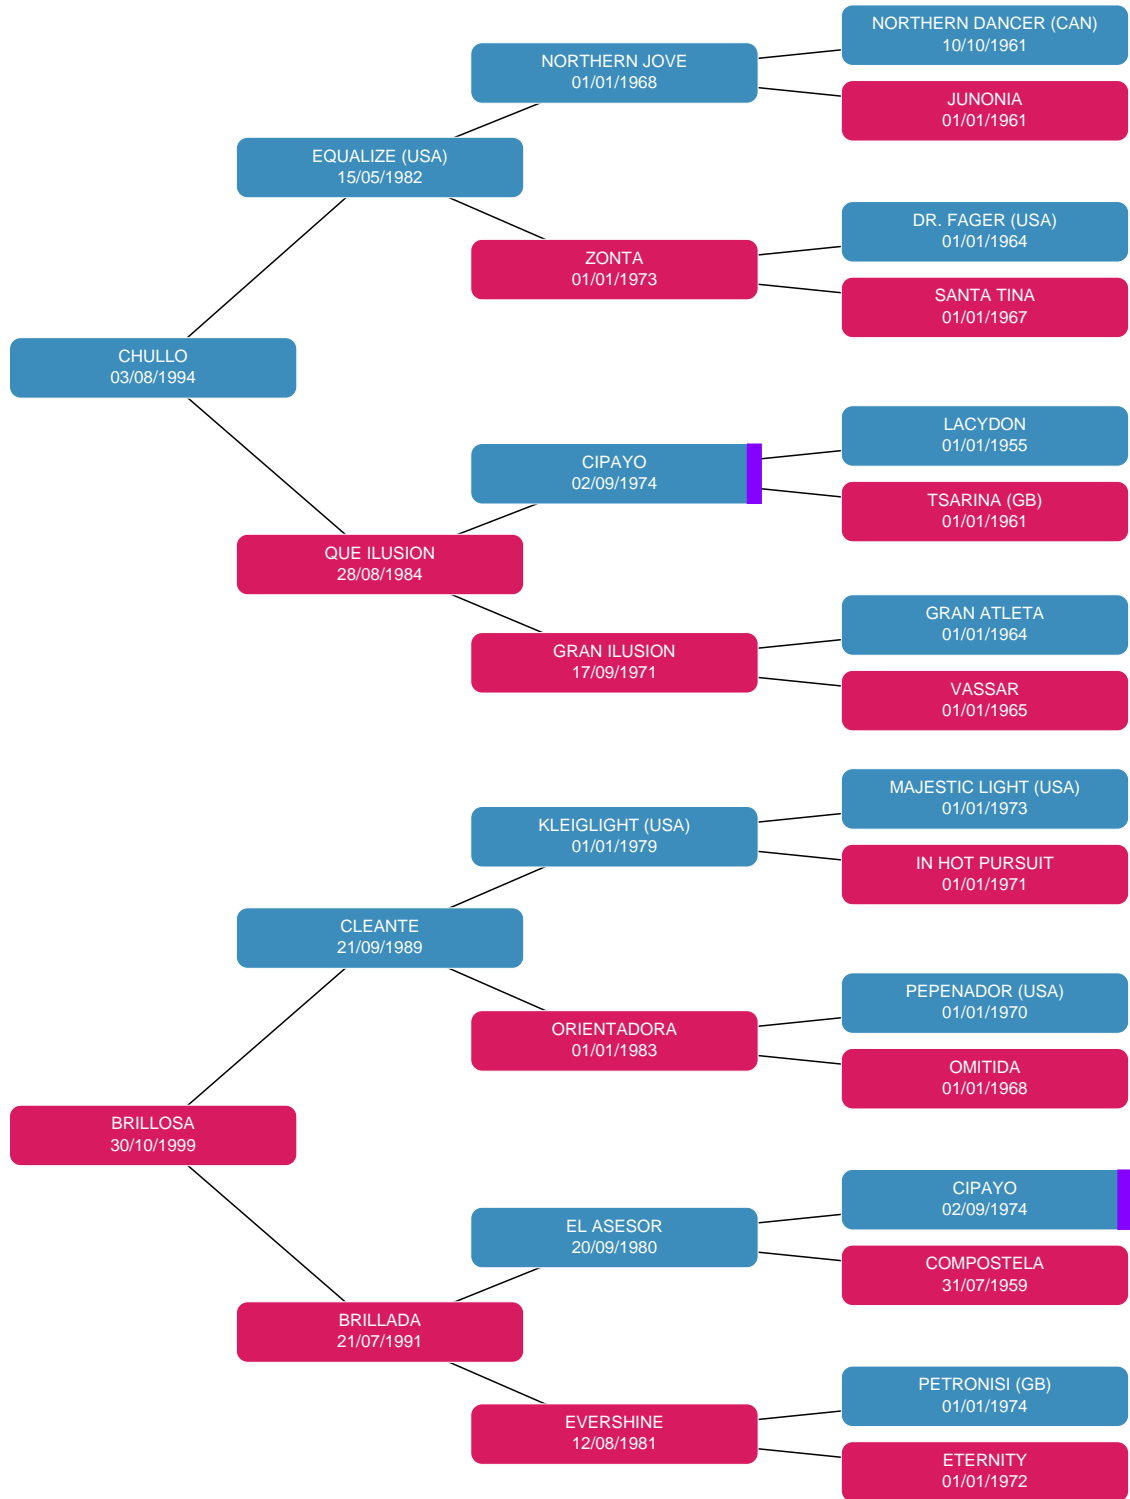 NORTHERN DANCER (CAN)
10/10/1961
NORTHERN JOVE
01/01/1968
JUNONIA
01/01/1961
EQUALIZE (USA)
15/05/1982
DR. FAGER (USA)
01/01/1964
ZONTA
01/01/1973
SANTA TINA
01/01/1967
CHULLO
03/08/1994
LACYDON
01/01/1955
CIPAYO
02/09/1974
TSARINA (GB)
01/01/1961
QUE ILUSION
28/08/1984
GRAN ATLETA
01/01/1964
GRAN ILUSION
17/09/1971
VASSAR
01/01/1965
MAJESTIC LIGHT (USA)
01/01/1973
KLEIGLIGHT (USA)
01/01/1979
IN HOT PURSUIT
01/01/1971
CLEANTE
21/09/1989
PEPENADOR (USA)
01/01/1970
ORIENTADORA
01/01/1983
OMITIDA
01/01/1968
BRILLOSA
30/10/1999
CIPAYO
02/09/1974
EL ASESOR
20/09/1980
COMPOSTELA
31/07/1959
BRILLADA
21/07/1991
PETRONISI (GB)
01/01/1974
EVERSHINE
12/08/1981
ETERNITY
01/01/1972